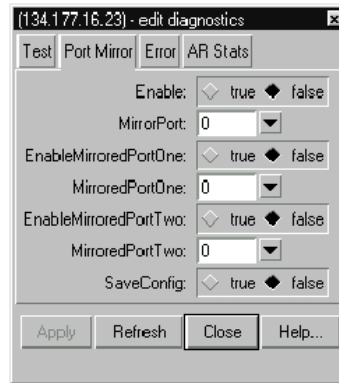 (134.177.16.23) - edit diagnostics
Test Port Mirror Error AR Stats
Enable: true false
MirrorPort: 0
EnableMirroredPortOne: true false
MirroredPortOne: 0
EnableMirroredPortTwo: true false
MirroredPortTwo: 0
SaveConfig: true false
Apply Refresh Close Help...